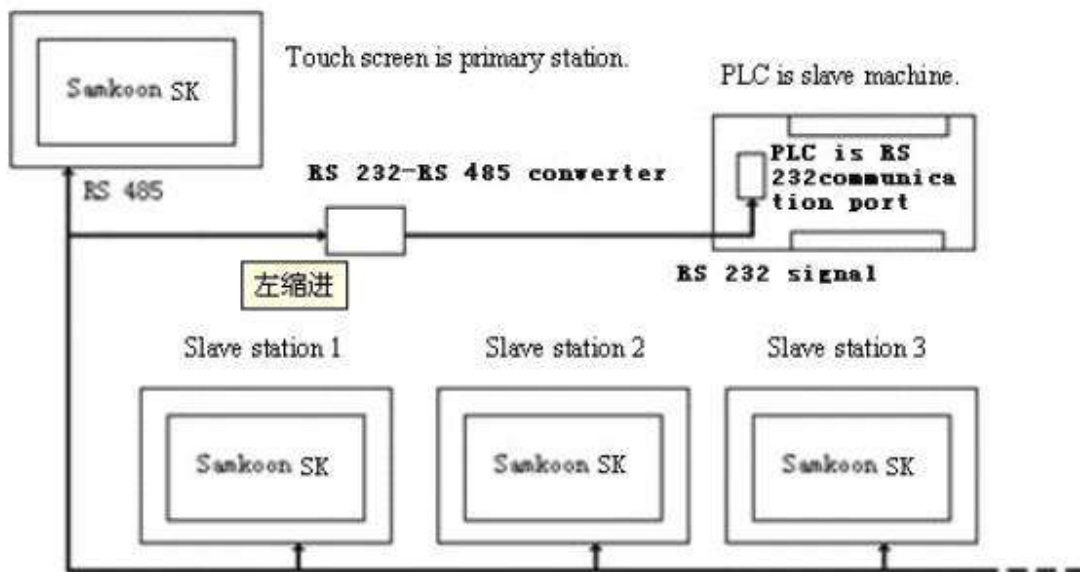 Touch screen is primary station.
Samkoon SK
PLC is slave machine.
PLC is RS
232communica
tion port
RS 232-RS 485 converter
RS 485
RS 232 signal
左缩进
Slave station 1
Slave station 2
Slave station 3
Samkoon SK
Samkoon SK
Samkoon SK